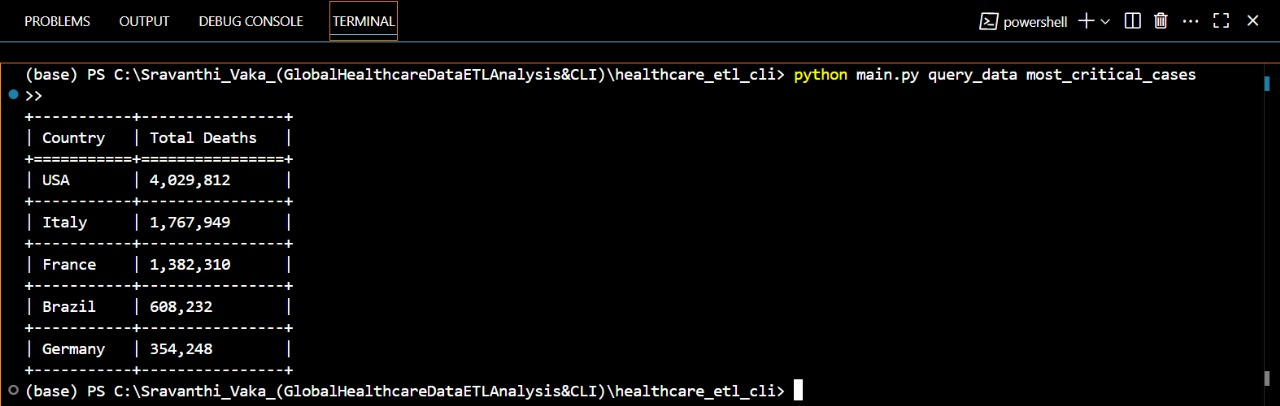 PROBLEMS OUTPUT DEBUG CONSOLE TERMINAL powershell
(base) PS C:\Sravanthi_Vaka_(GlobalHealthcareDataETLAnalysis&CLI)\healthcare_etl_cli> python main.py query_data most_critical_cases
>>
+-----------+----------------+
| Country   | Total Deaths   |
+===========+================+
| USA       | 4,029,812      |
+-----------+----------------+
| Italy     | 1,767,949      |
+-----------+----------------+
| France    | 1,382,310      |
+-----------+----------------+
| Brazil    | 608,232        |
+-----------+----------------+
| Germany   | 354,248        |
+-----------+----------------+
(base) PS C:\Sravanthi_Vaka_(GlobalHealthcareDataETLAnalysis&CLI)\healthcare_etl_cli>